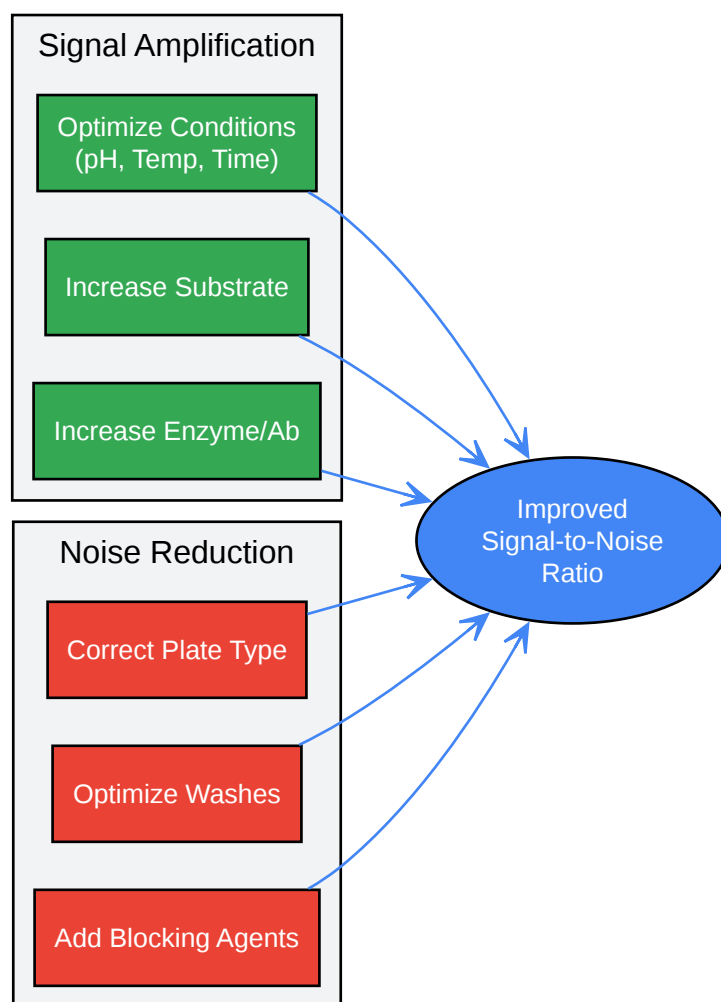 Signal Amplification
Optimize Conditions
(pH, Temp, Time)
Increase Substrate
Increase Enzyme/Ab
Improved
Signal-to-Noise
Ratio
Noise Reduction
Correct Plate Type
Optimize Washes
Add Blocking Agents